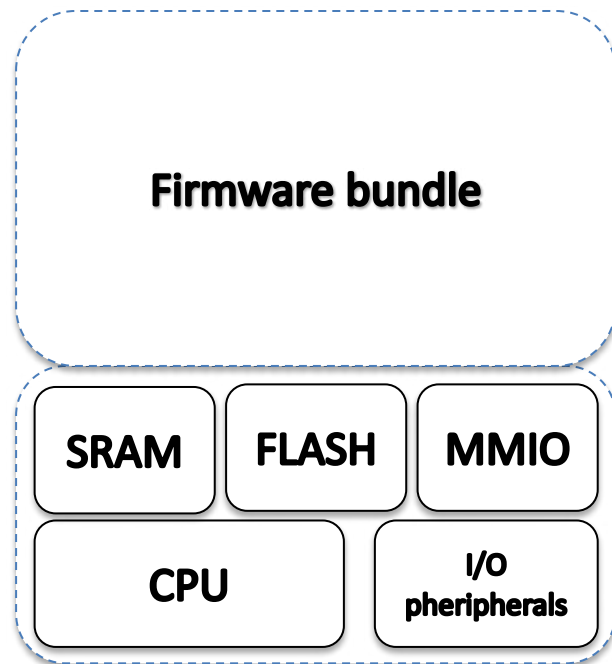 Firmware bundle
SRAM
FLASH
MMIO
CPU
I/O
pheripherals